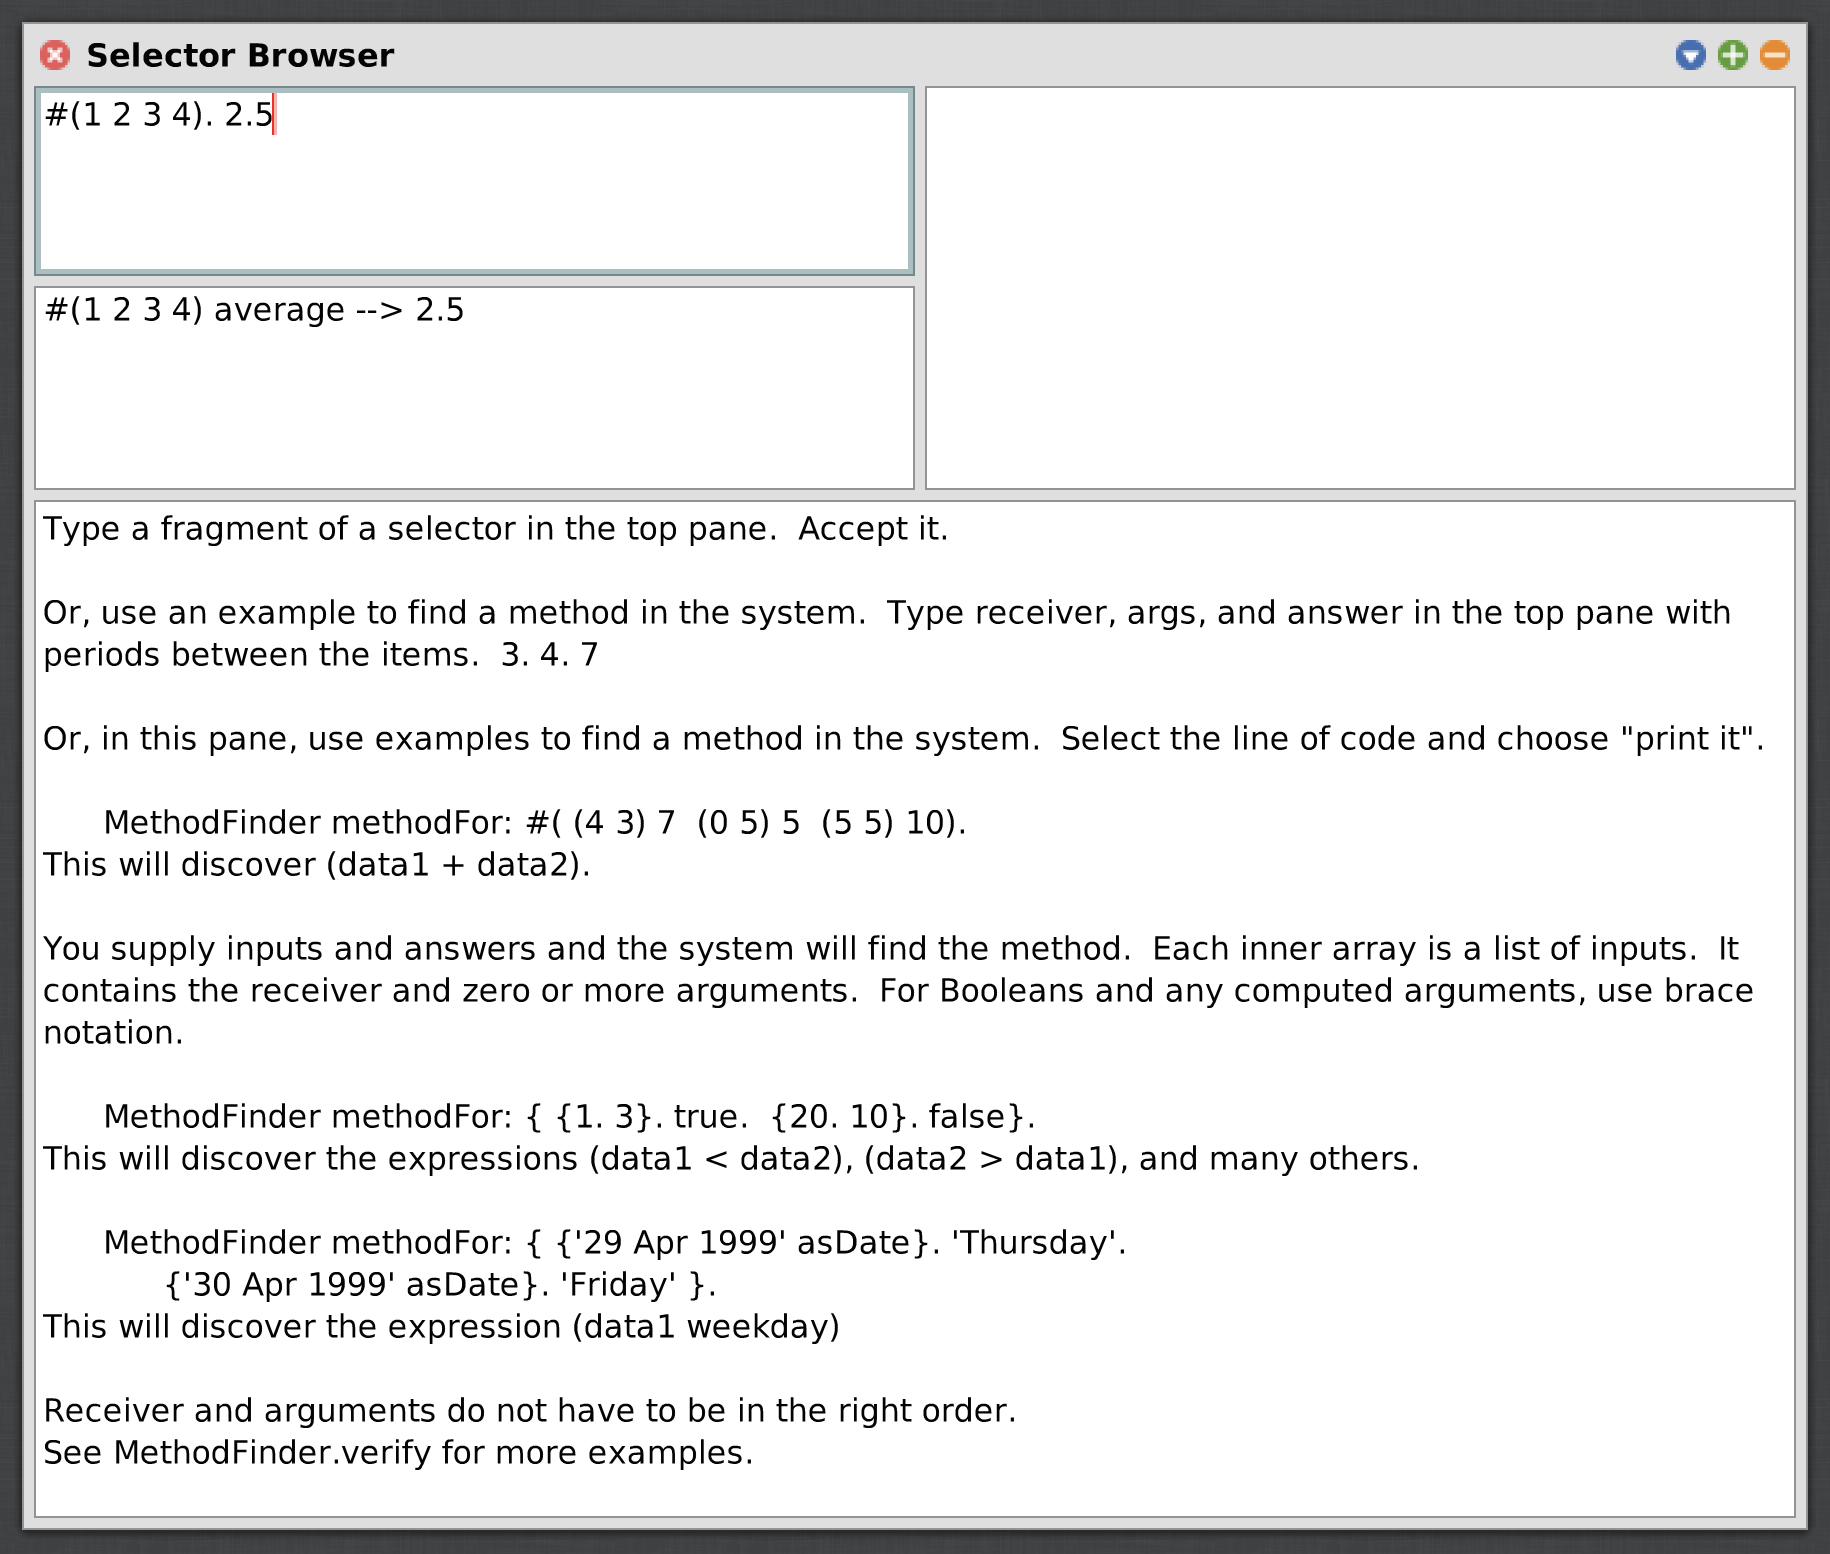 Selector Browser
#(1 2 3 4). 2.5
#(1 2 3 4) average --> 2.5
Type a fragment of a selector in the top pane.  Accept it.
Or, use an example to find a method in the system.  Type receiver, args, and answer in the top pane with
periods between the items.  3. 4. 7
Or, in this pane, use examples to find a method in the system.  Select the line of code and choose "print it".
MethodFinder methodFor: #( (4 3) 7  (0 5) 5  (5 5) 10).
This will discover (data1 + data2).
You supply inputs and answers and the system will find the method.  Each inner array is a list of inputs.  It
contains the receiver and zero or more arguments.  For Booleans and any computed arguments, use brace
notation.
MethodFinder methodFor: { {1. 3}. true.  {20. 10}. false}.
This will discover the expressions (data1 < data2), (data2 > data1), and many others.
MethodFinder methodFor: { {'29 Apr 1999' asDate}. 'Thursday'.
{'30 Apr 1999' asDate}. 'Friday' }.
This will discover the expression (data1 weekday)
Receiver and arguments do not have to be in the right order.
See MethodFinder.verify for more examples.